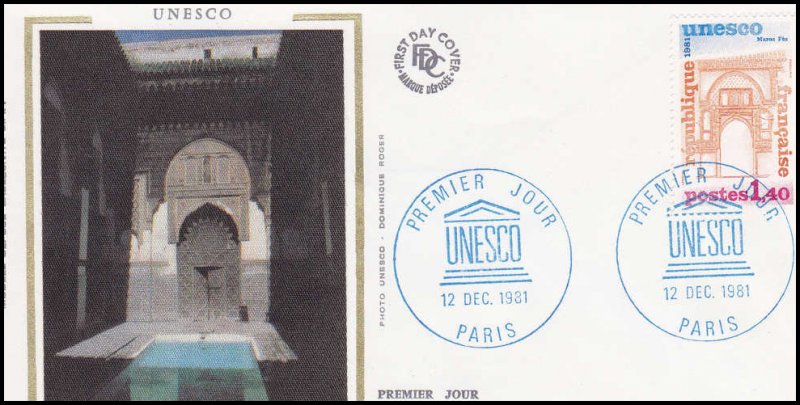 UNESCO
FIRST DAY COVER
FDC
MARQUE DÉPOSÉE
PHOTO UNESCO - DOMINIQUE ROGER
PREMIER JOUR
UNESCO
12 DEC. 1981
PARIS
PREMIER JOUR
unesco
1981
Maroc Fès
république
française
postes 1,40
PREMIER JOUR
UNESCO
12 DEC. 1981
PARIS